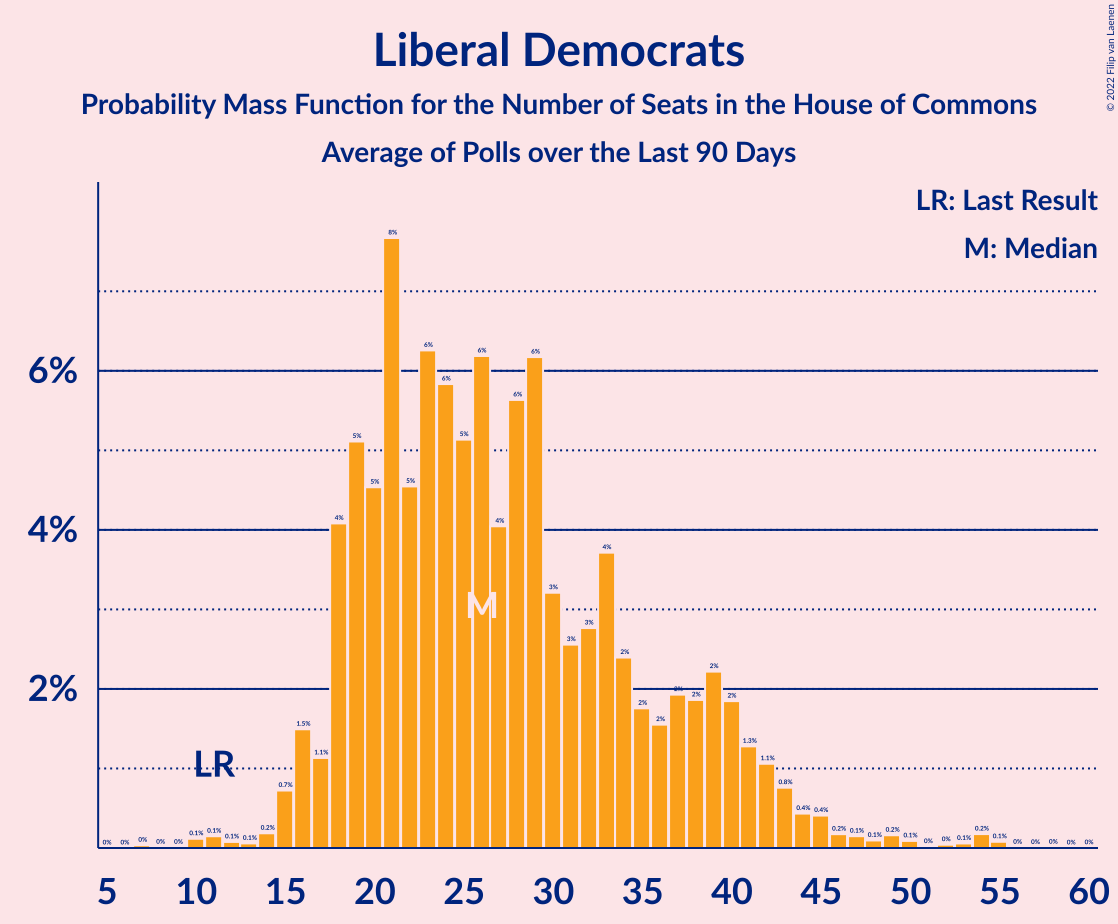 Liberal Democrats
Probability Mass Function for the Number of Seats in the House of Commons
Average of Polls over the Last 90 Days
© 2022 Filip van Laenen
LR: Last Result
M: Median
6%
4%
2%
0% 0% 0% 0% 0% 0.1% 0.1% 0.1% 0.1% 0.2% 0.7% 1.5% 1.1% 4% 5% 5% 8% 5% 6% 6% 5% 6% 4% 6% 6% 3% 3% 3% 4% 2% 2% 2% 2% 2% 2% 2% 1.3% 1.1% 0.8% 0.4% 0.4% 0.2% 0.1% 0.1% 0.2% 0.1% 0% 0% 0.1% 0.2% 0.1% 0% 0% 0% 0% 0%
LR
M
5 10 15 20 25 30 35 40 45 50 55 60